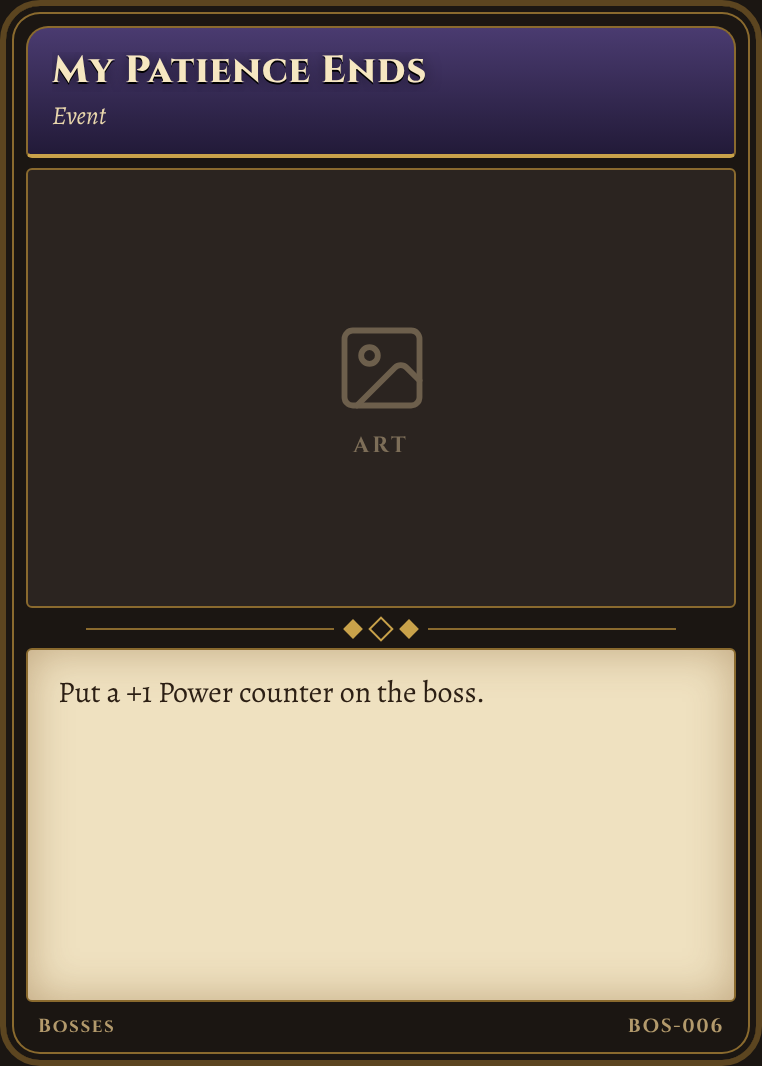 My Patience Ends
Event
ART
Put a +1 Power counter on the boss.
Bosses
BOS-006